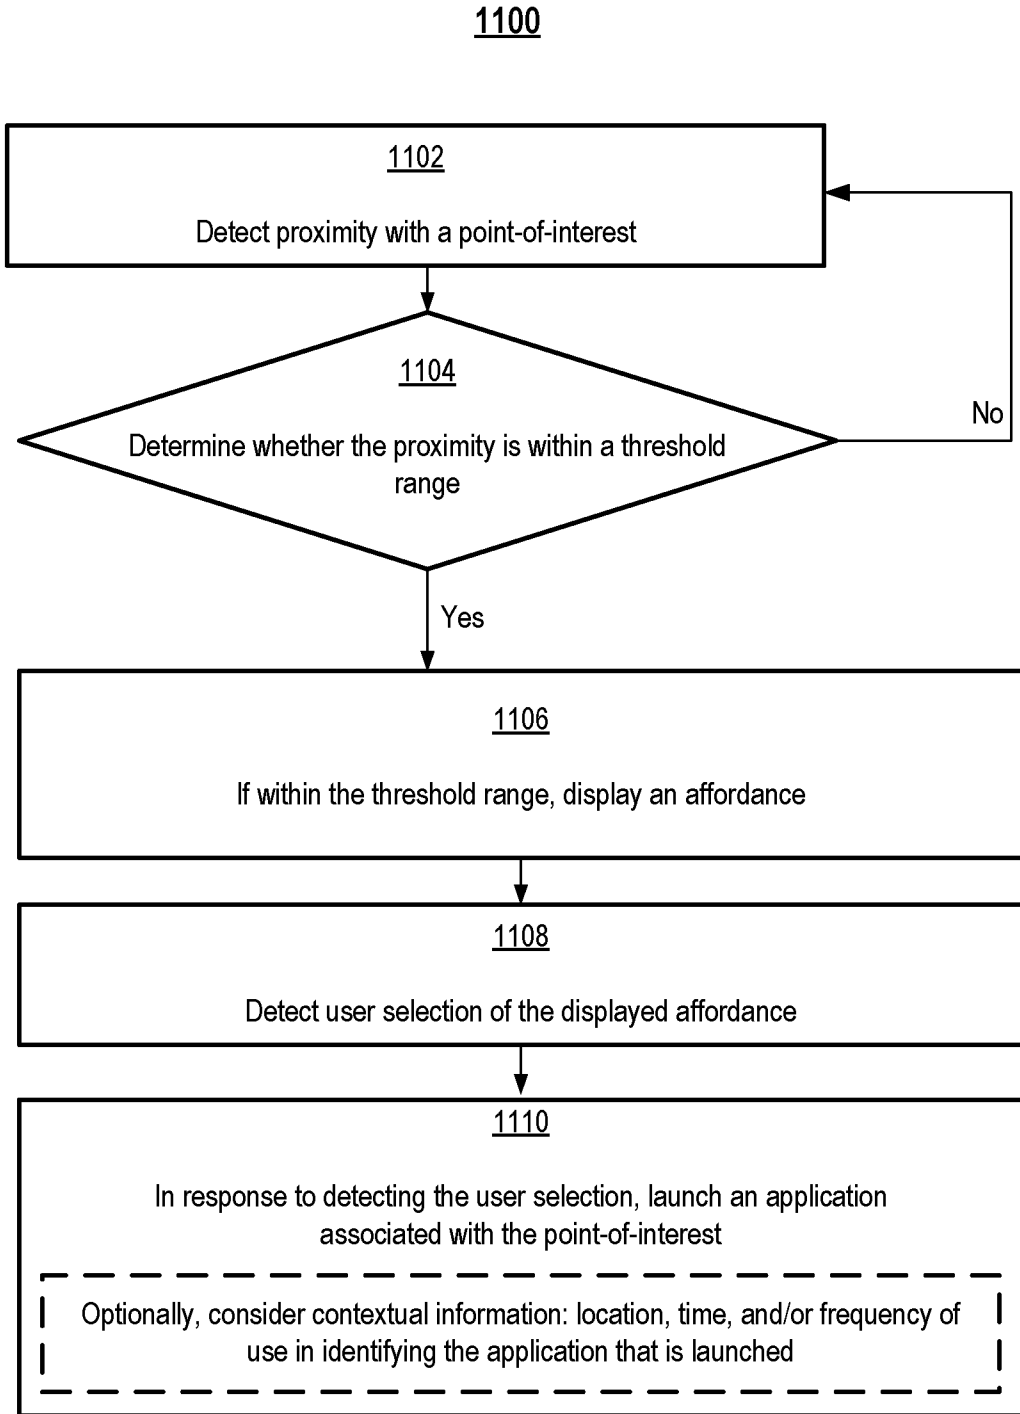 1100
1102
Detect proximity with a point-of-interest
1104
Determine whether the proximity is within a threshold
range
No
Yes
1106
If within the threshold range, display an affordance
1108
Detect user selection of the displayed affordance
1110
In response to detecting the user selection, launch an application
associated with the point-of-interest
Optionally, consider contextual information: location, time, and/or frequency of
use in identifying the application that is launched